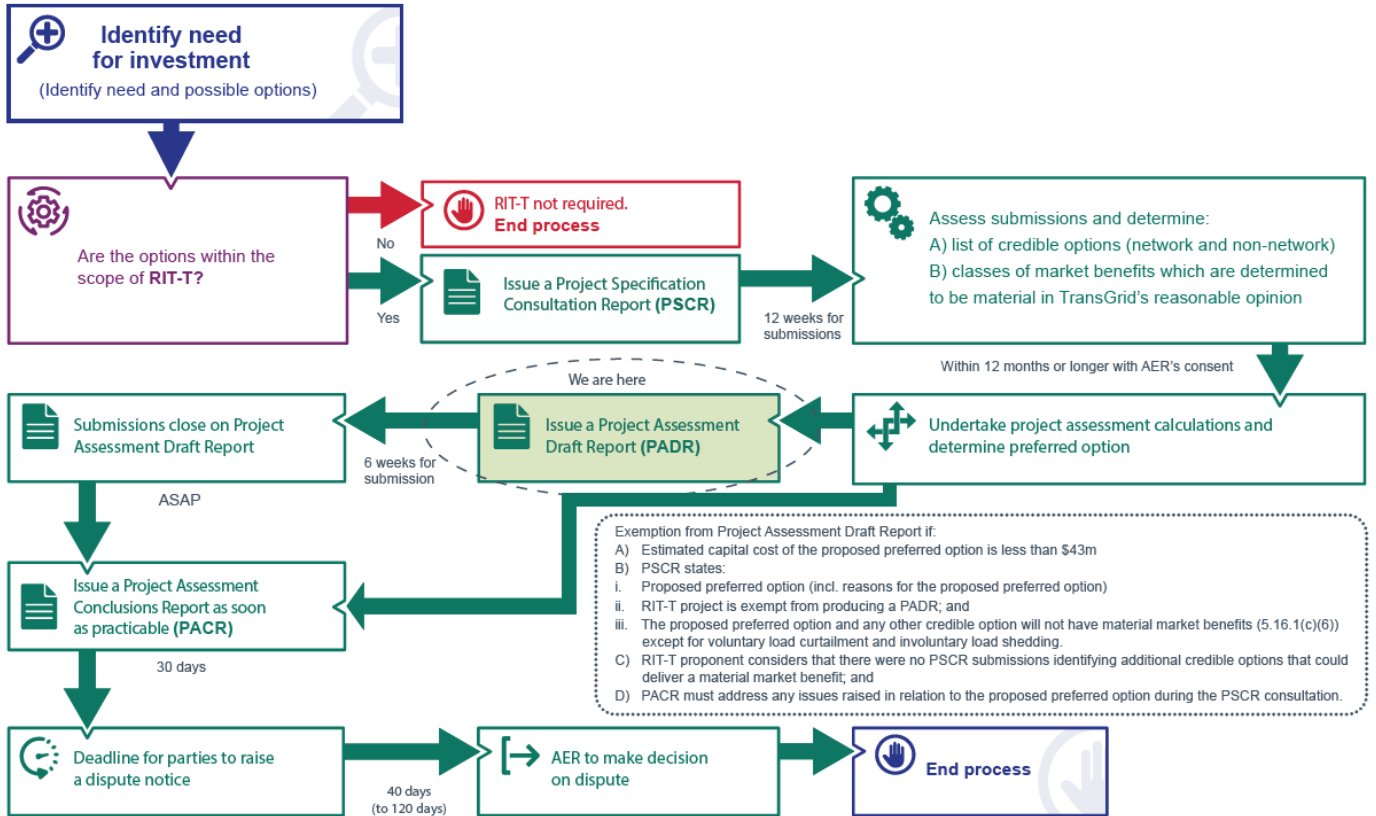 Identify need
for investment
(Identify need and possible options)
Are the options within the
scope of RIT-T?
No
RIT-T not required.
End process
Yes
Issue a Project Specification
Consultation Report (PSCR)
12 weeks for
submissions
Assess submissions and determine:
A) list of credible options (network and non-network)
B) classes of market benefits which are determined
to be material in TransGrid's reasonable opinion
Within 12 months or longer with AER's consent
Undertake project assessment calculations and
determine preferred option
We are here
Issue a Project Assessment
Draft Report (PADR)
6 weeks for
submission
Submissions close on Project
Assessment Draft Report
ASAP
Exemption from Project Assessment Draft Report if:
A) Estimated capital cost of the proposed preferred option is less than $43m
B) PSCR states:
i. Proposed preferred option (incl. reasons for the proposed preferred option)
ii. RIT-T project is exempt from producing a PADR; and
iii. The proposed preferred option and any other credible option will not have material market benefits (5.16.1(c)(6))
except for voluntary load curtailment and involuntary load shedding.
C) RIT-T proponent considers that there were no PSCR submissions identifying additional credible options that could
deliver a material market benefit; and
D) PACR must address any issues raised in relation to the proposed preferred option during the PSCR consultation.
Issue a Project Assessment
Conclusions Report as soon
as practicable (PACR)
30 days
Deadline for parties to raise
a dispute notice
40 days
(to 120 days)
AER to make decision
on dispute
End process